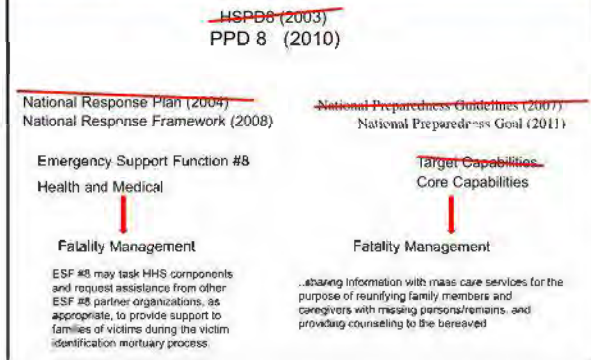 HSPD8 (2003)
PPD 8 (2010)
National Response Plan (2004)
National Response Framework (2008)
Emergency Support Function #8
Health and Medical
Fatality Management
ESF #8 may task HHS components
and request assistance from other
ESF #8 partner organizations, as
appropriate, to provide support to
families of victims during the victim
identification mortuary process.
National Preparedness Guidelines (2007)
National Preparedness Goal (2011)
Target Capabilities
Core Capabilities
Fatality Management
..sharing Information with mass care services for the
purpose of reunifying family members and
caregivers with missing persons/remains, and
providing counseling to the bereaved